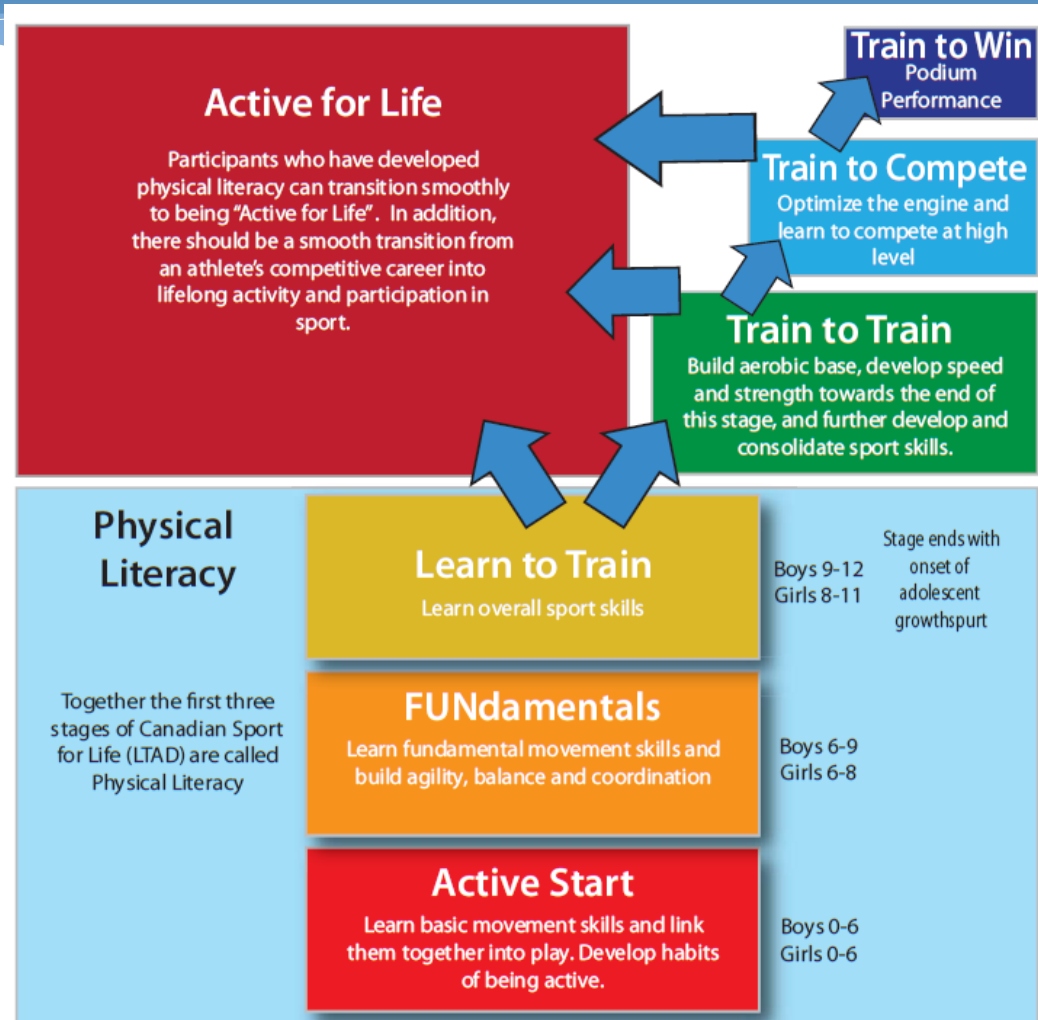 Active for Life
Participants who have developed
physical literacy can transition smoothly
to being “Active for Life”. In addition,
there should be a smooth transition from
an athlete’s competitive career into
lifelong activity and participation in
sport.
Train to Win
Podium
Performance
Train to Compete
Optimize the engine and
learn to compete at high
level
Train to Train
Build aerobic base, develop speed
and strength towards the end of
this stage, and further develop and
consolidate sport skills.
Physical
Literacy
Together the first three
stages of Canadian Sport
for Life (LTAD) are called
Physical Literacy
Learn to Train
Learn overall sport skills
Boys 9-12
Girls 8-11
Stage ends with
onset of
adolescent
growthspurt
FUNdamentals
Learn fundamental movement skills and
build agility, balance and coordination
Boys 6-9
Girls 6-8
Active Start
Learn basic movement skills and link
them together into play. Develop habits
of being active.
Boys 0-6
Girls 0-6